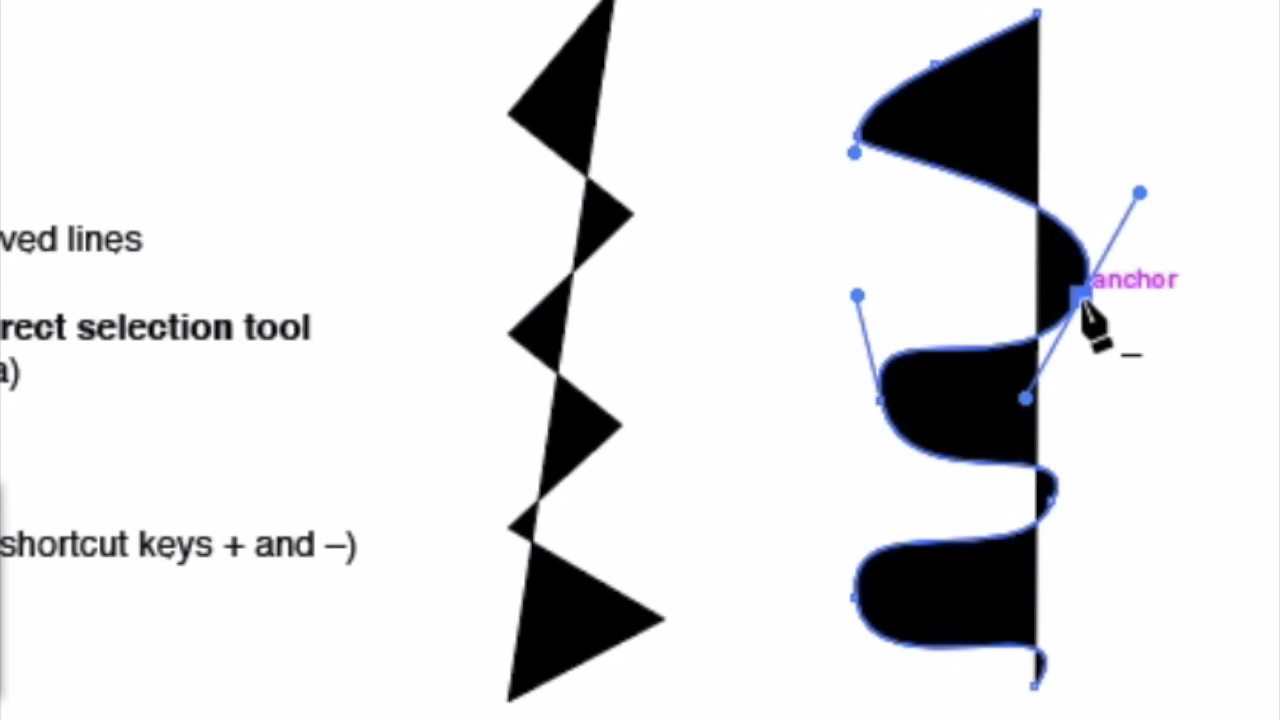 ved lines
anchor
rect selection tool
a)
shortcut keys + and –)